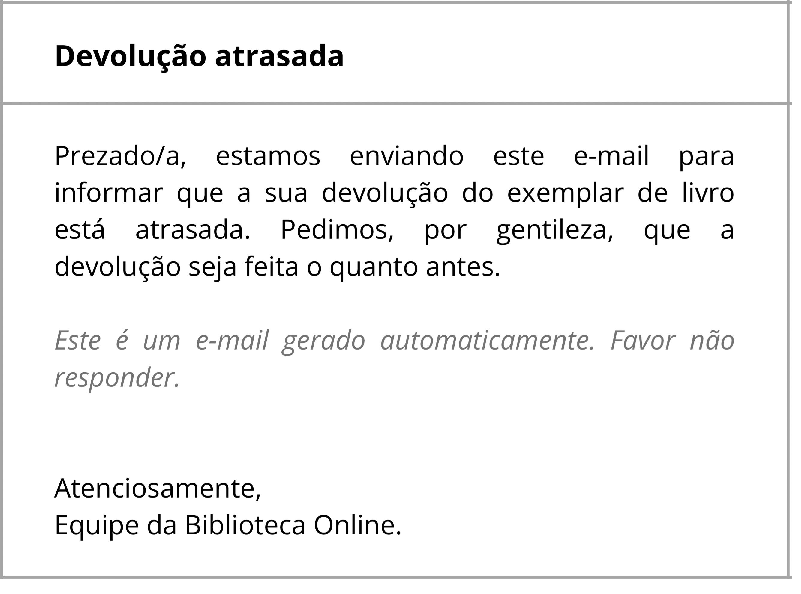 Devolução atrasada
Prezado/a, estamos enviando este e-mail para
informar que a sua devolução do exemplar de livro
está atrasada. Pedimos, por gentileza, que a
devolução seja feita o quanto antes.
Este é um e-mail gerado automaticamente. Favor não
responder.
Atenciosamente,
Equipe da Biblioteca Online.